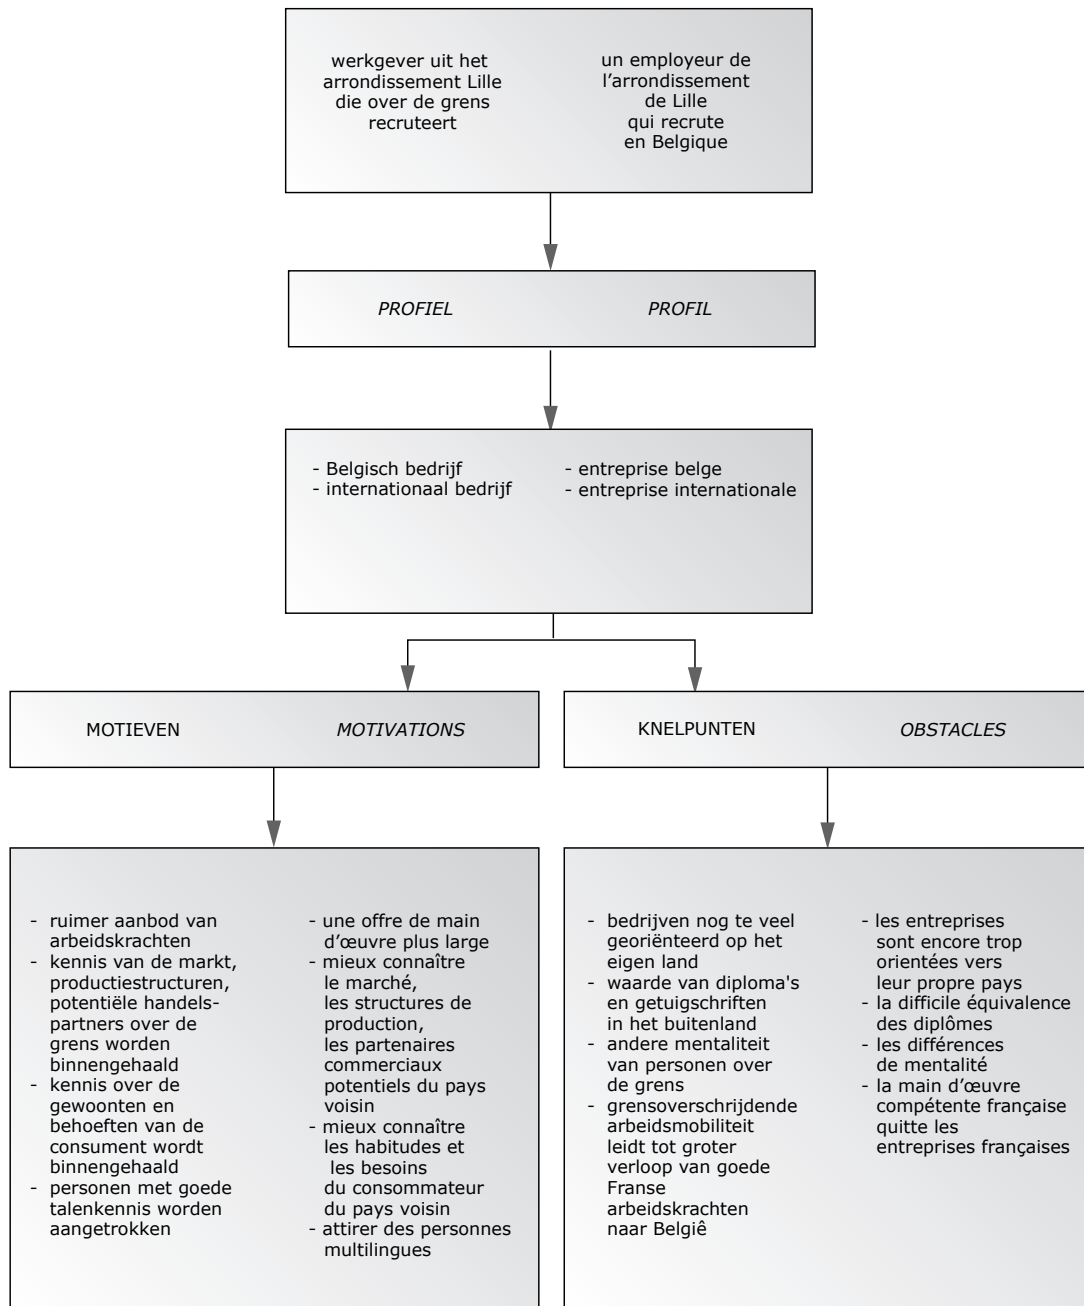 werkgever uit het
arrondissement Lille
die over de grens
recruteert
un employeur de
l'arrondissement
de Lille
qui recrute
en Belgique
PROFIEL
PROFIL
- Belgisch bedrijf
- internationaal bedrijf
- entreprise belge
- entreprise internationale
MOTIEVEN
MOTIVATIONS
KNELPUNTEN
OBSTACLES
- ruimer aanbod van
arbeidskrachten
- kennis van de markt,
productiestructuren,
potentiële handels-
partners over de
grens worden
binnengehaald
- kennis over de
gewoonten en
behoeften van de
consument wordt
binnengehaald
- personen met goede
talenkennis worden
aangetrokken
- une offre de main
d'œuvre plus large
- mieux connaître
le marché,
les structures de
production,
les partenaires
commerciaux
potentiels du pays
voisin
- mieux connaître
les habitudes et
les besoins
du consommateur
du pays voisin
- attirer des personnes
multilingues
- bedrijven nog te veel
georiënteerd op het
eigen land
- waarde van diploma's
en getuigschriften
in het buitenland
- andere mentaliteit
van personen over
de grens
- grensoverschrijdende
arbeidsmobiliteit
leidt tot groter
verloop van goede
Franse
arbeidskrachten
naar Belgiê
- les entreprises
sont encore trop
orientées vers
leur propre pays
- la difficile équivalence
des diplômes
- les différences
de mentalité
- la main d'œuvre
compétente française
quitte les
entreprises françaises